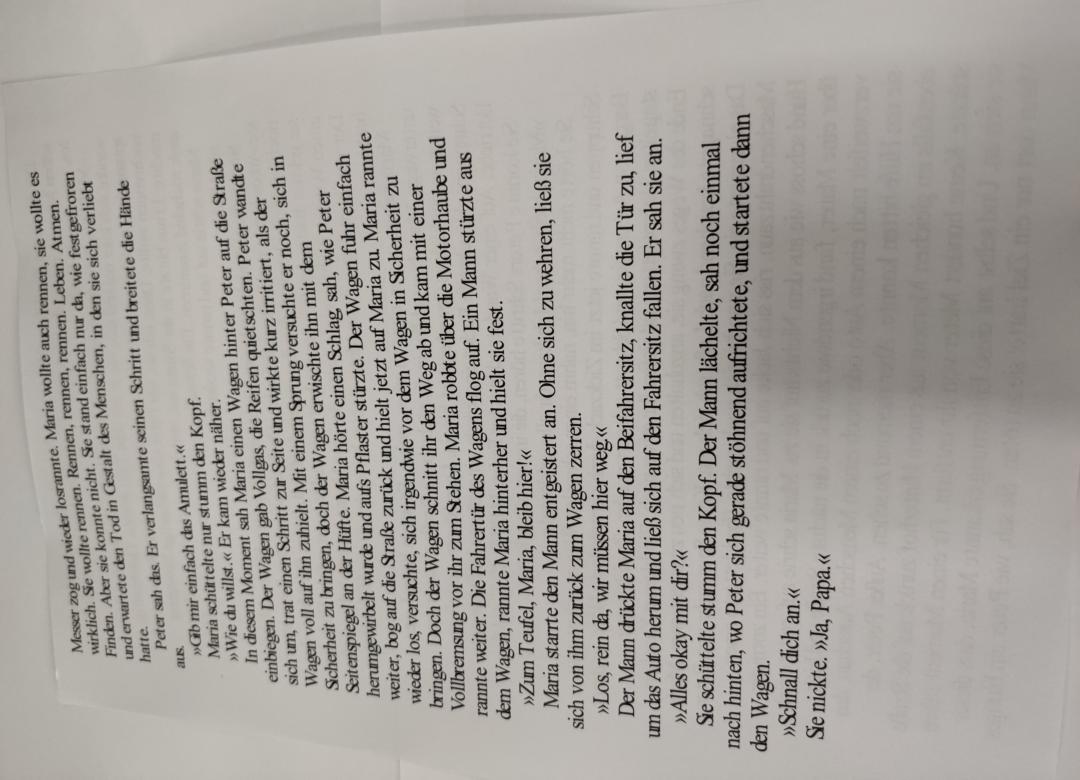 Messer zog und wieder losrannte. Maria wollte auch rennen, sie wollte es
wirklich. Sie wollte rennen. Rennen, rennen, rennen. Leben. Atmen.
Finden. Aber sie konnte nicht. Sie stand einfach nur da, wie festgefroren
und erwartete den Tod in Gestalt des Menschen, in den sie sich verliebt
hatte.
Peter sah das. Er verlangsamte seinen Schritt und breitete die Hände
aus.
»Gib mir einfach das Amulett.«
Maria schüttelte nur stumm den Kopf.
»Wie du willst.« Er kam wieder näher.
In diesem Moment sah Maria einen Wagen hinter Peter auf die Straße
einbiegen. Der Wagen gab Vollgas, die Reifen quietschten. Peter wandte
sich um, trat einen Schritt zur Seite und wirkte kurz irritiert, als der
Wagen voll auf ihn zuhielt. Mit einem Sprung versuchte er noch, sich in
Sicherheit zu bringen, doch der Wagen erwischte ihn mit dem
Seitenspiegel an der Hüfte. Maria hörte einen Schlag, sah, wie Peter
herumgewirbelt wurde und aufs Pflaster stürzte. Der Wagen fuhr einfach
weiter, bog auf die Straße zurück und hielt jetzt auf Maria zu. Maria rannte
wieder los, versuchte, sich irgendwie vor dem Wagen in Sicherheit zu
bringen. Doch der Wagen schnitt ihr den Weg ab und kam mit einer
Vollbremsung vor ihr zum Stehen. Maria robbte über die Motorhaube und
rannte weiter. Die Fahrertür des Wagens flog auf. Ein Mann stürzte aus
dem Wagen, rannte Maria hinterher und hielt sie fest.
»Zum Teufel, Maria, bleib hier!«
Maria starrte den Mann entgeistert an. Ohne sich zu wehren, ließ sie
sich von ihm zurück zum Wagen zerren.
»Los, rein da, wir müssen hier weg.«
Der Mann drückte Maria auf den Beifahrersitz, knallte die Tür zu, lief
um das Auto herum und ließ sich auf den Fahrersitz fallen. Er sah sie an.
»Alles okay mit dir?«
Sie schüttelte stumm den Kopf. Der Mann lächelte, sah noch einmal
nach hinten, wo Peter sich gerade stöhnend aufrichtete, und startete dann
den Wagen.
»Schnall dich an.«
Sie nickte. »Ja, Papa.«